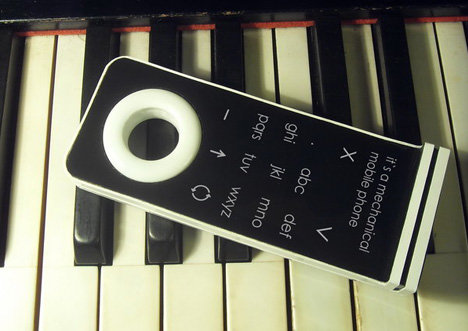 it's a mechanical
mobile phone
X V
. abc def
ghi jkl mno
pqrs tuv wxyz